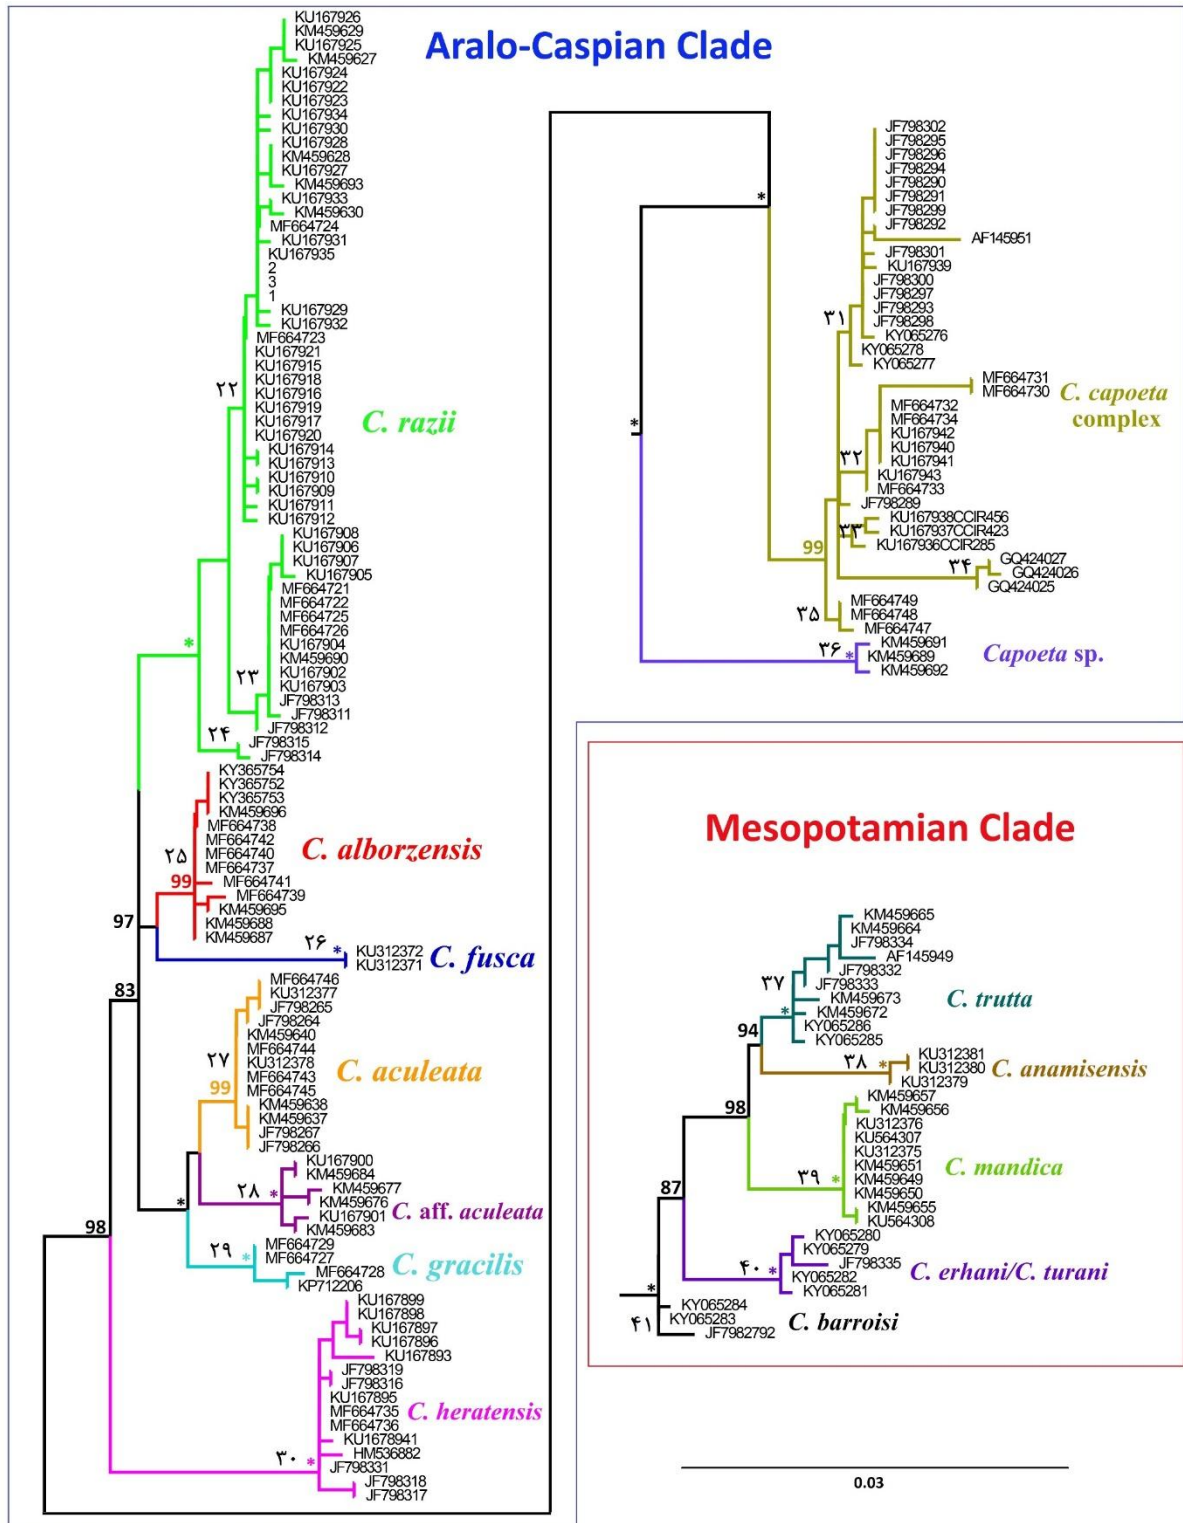 Aralo-Caspian Clade
KU167926
KM459629
KU167925
KM459627
KU167924
KU167922
KU167923
KU167934
KU167930
KU167928
KM459628
KU167927
KM459693
KU167933
KM459630
MF664724
KU167931
KU167935
2
3
1
KU167929
KU167932
MF664723
KU167921
KU167915
KU167918
۲۲
KU167916
KU167919
KU167917
KU167920
C. razii
KU167914
KU167913
KU167910
KU167909
KU167911
KU167912
KU167908
KU167906
KU167907
KU167905
MF664721
MF664722
MF664725
MF664726
*
KU167904
KM459690
۲۳
KU167902
KU167903
JF798313
JF798311
JF798312
۲۴
JF798315
JF798314
KY365754
KY365752
KY365753
KM459696
MF664738
MF664742
۲۵
MF664740
MF664737
C. alborzensis
99
MF664741
MF664739
KM459695
KM459688
KM459687
97
۲۶
*
KU312372
KU312371
C. fusca
83
MF664746
KU312377
JF798265
JF798264
KM459640
MF664744
۲۷
KU312378
MF664743
MF664745
C. aculeata
99
KM459638
KM459637
JF798267
JF798266
KU167900
KM459684
۲۸
*
KM459677
KM459676
KU167901
KM459683
C. aff. aculeata
*
98
۲۹
*
MF664729
MF664727
MF664728
KP712206
C. gracilis
KU167899
KU167898
KU167897
KU167896
KU167893
JF798319
JF798316
KU167895
MF664735
MF664736
C. heratensis
KU1678941
HM536882
۳۰
*
JF798331
JF798318
JF798317
*
*
JF798302
JF798295
JF798296
JF798294
JF798290
JF798291
JF798299
JF798292
AF145951
JF798301
KU167939
JF798300
JF798297
JF798293
۳۱
JF798298
KY065276
KY065278
KY065277
MF664731
MF664730
C. capoeta
complex
MF664732
MF664734
KU167942
KU167940
۳۲
KU167941
KU167943
MF664733
JF798289
KU167938CCIR456
۳۳
KU167937CCIR423
KU167936CCIR285
99
۳۴
GQ424027
GQ424026
GQ424025
۳۵
MF664749
MF664748
MF664747
۳۶
*
KM459691
KM459689
KM459692
Capoeta sp.
Mesopotamian Clade
KM459665
KM459664
JF798334
AF145949
JF798332
۳۷
JF798333
KM459673
*
KM459672
KY065286
KY065285
C. trutta
94
۳۸
*
KU312381
KU312380
KU312379
C. anamisensis
98
KM459657
KM459656
KU312376
KU564307
KU312375
KM459651
۳۹
*
KM459649
KM459650
KM459655
KU564308
C. mandica
87
KY065280
KY065279
۴۰
*
JF798335
KY065282
KY065281
C. erhani/C. turani
*
۴۱
KY065284
KY065283
JF7982792
C. barroisi
0.03